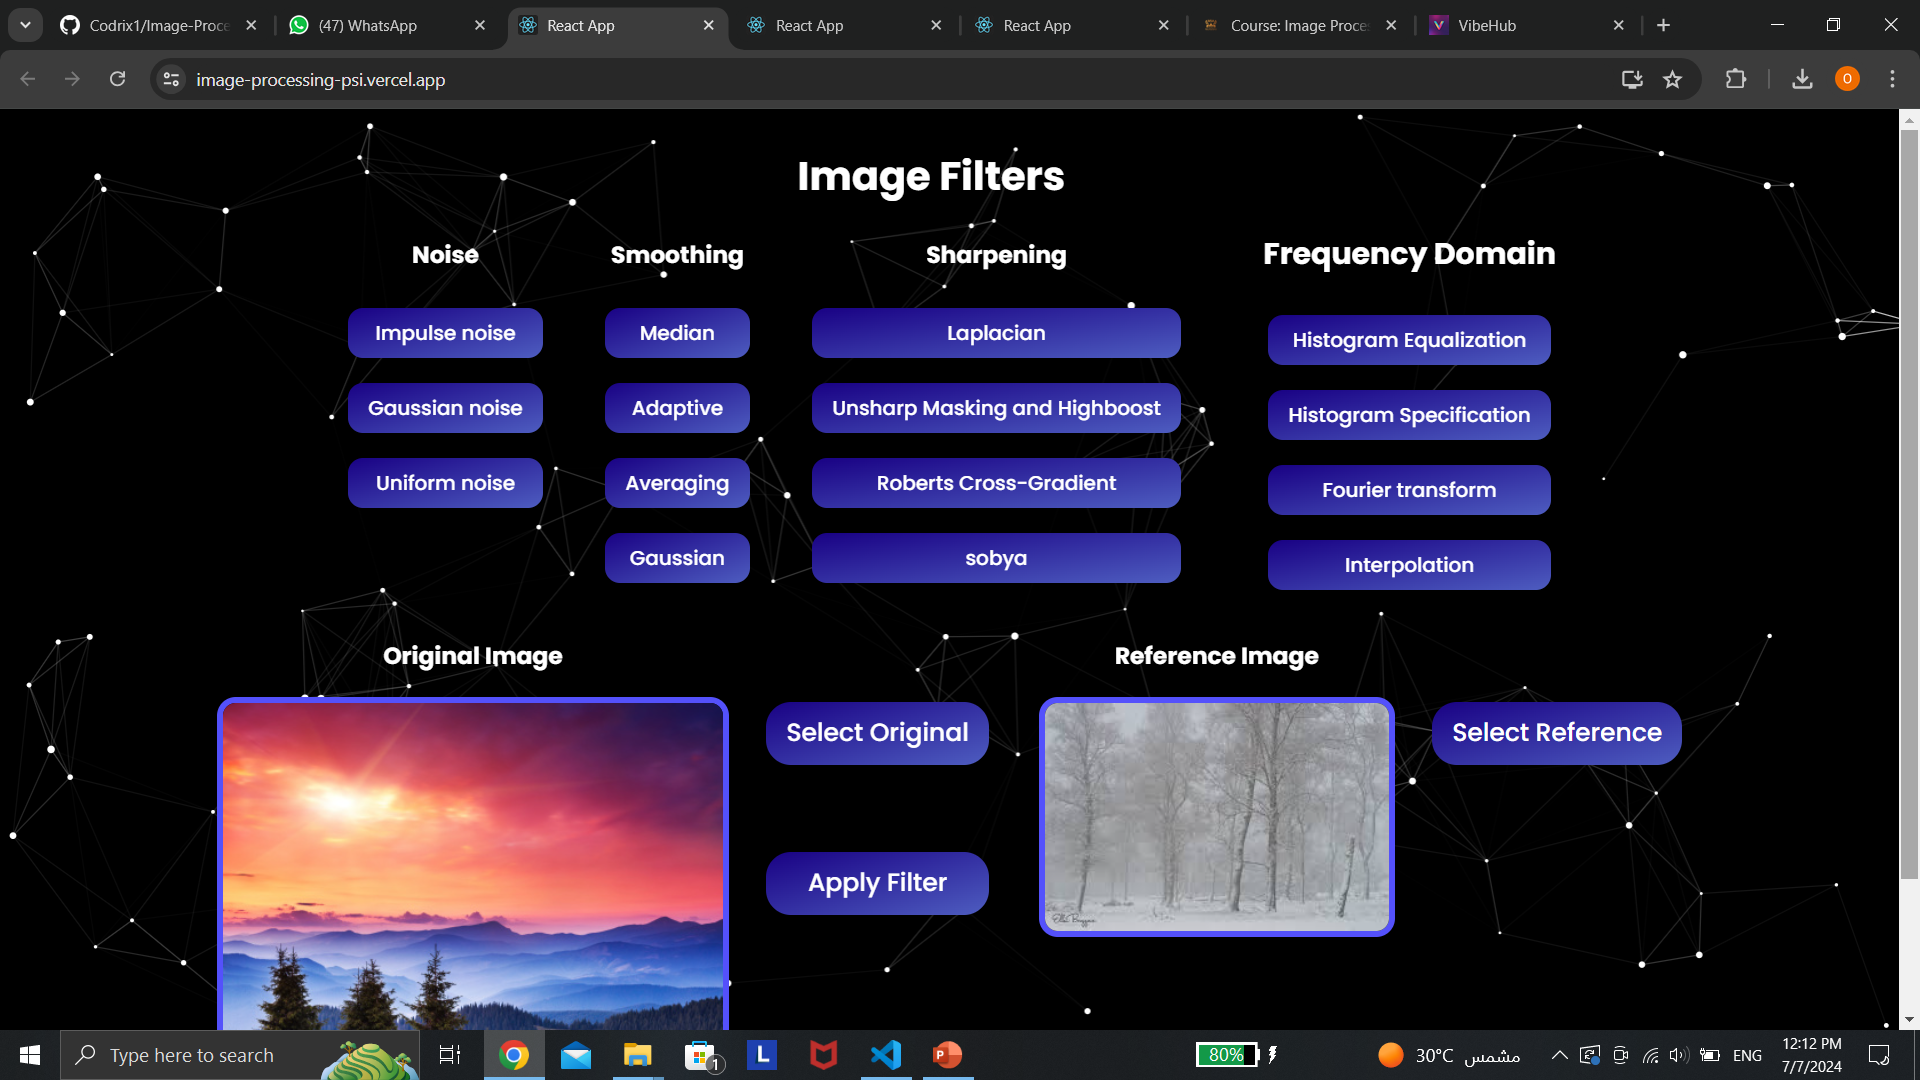 Codrix1/Image-Proce
(47) WhatsApp
React App
React App
React App
Course: Image Proces
VibeHub
image-processing-psi.vercel.app
O
Image Filters
Noise
Smoothing
Sharpening
Frequency Domain
Impulse noise
Median
Laplacian
Histogram Equalization
Gaussian noise
Adaptive
Unsharp Masking and Highboost
Histogram Specification
Uniform noise
Averaging
Roberts Cross-Gradient
Fourier transform
Gaussian
sobya
Interpolation
Original Image
Reference Image
Select Original
Select Reference
Apply Filter
Type here to search
1
L
P
80%
30°C مشمس
ENG
12:12 PM
7/7/2024